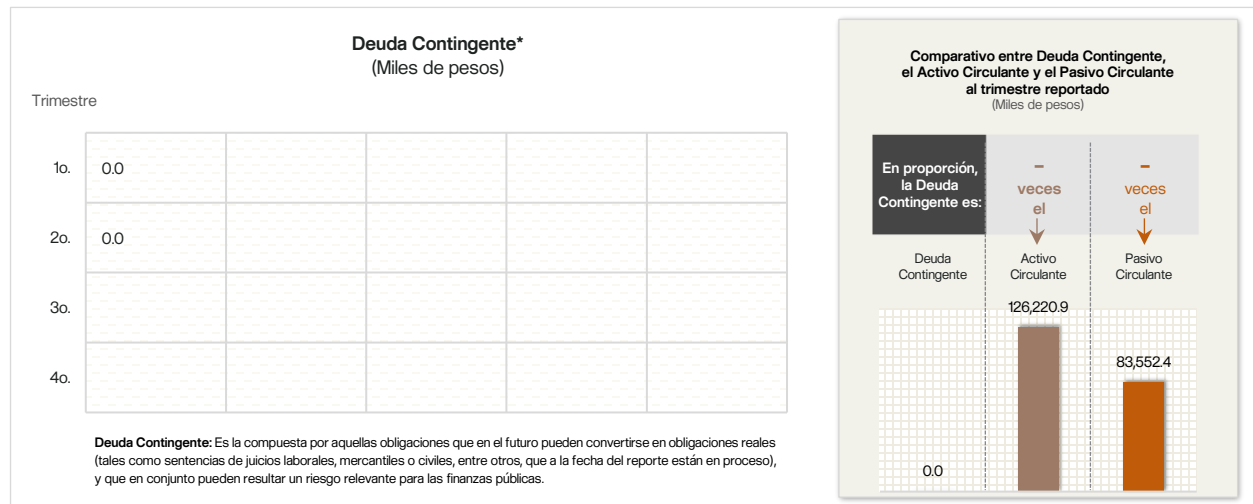 Deuda Contingente*
(Miles de pesos)
Trimestre
1o. 0.0
2o. 0.0
3o.
4o.
Deuda Contingente: Es la compuesta por aquellas obligaciones que en el futuro pueden convertirse en obligaciones reales
(tales como sentencias de juicios laborales, mercantiles o civiles, entre otros, que a la fecha del reporte están en proceso),
y que en conjunto pueden resultar un riesgo relevante para las finanzas públicas.
Comparativo entre Deuda Contingente,
el Activo Circulante y el Pasivo Circulante
al trimestre reportado
(Miles de pesos)
En proporción,
la Deuda
Contingente es:
–
veces
el
–
veces
el
Deuda
Contingente
Activo
Circulante
Pasivo
Circulante
126,220.9
83,552.4
0.0